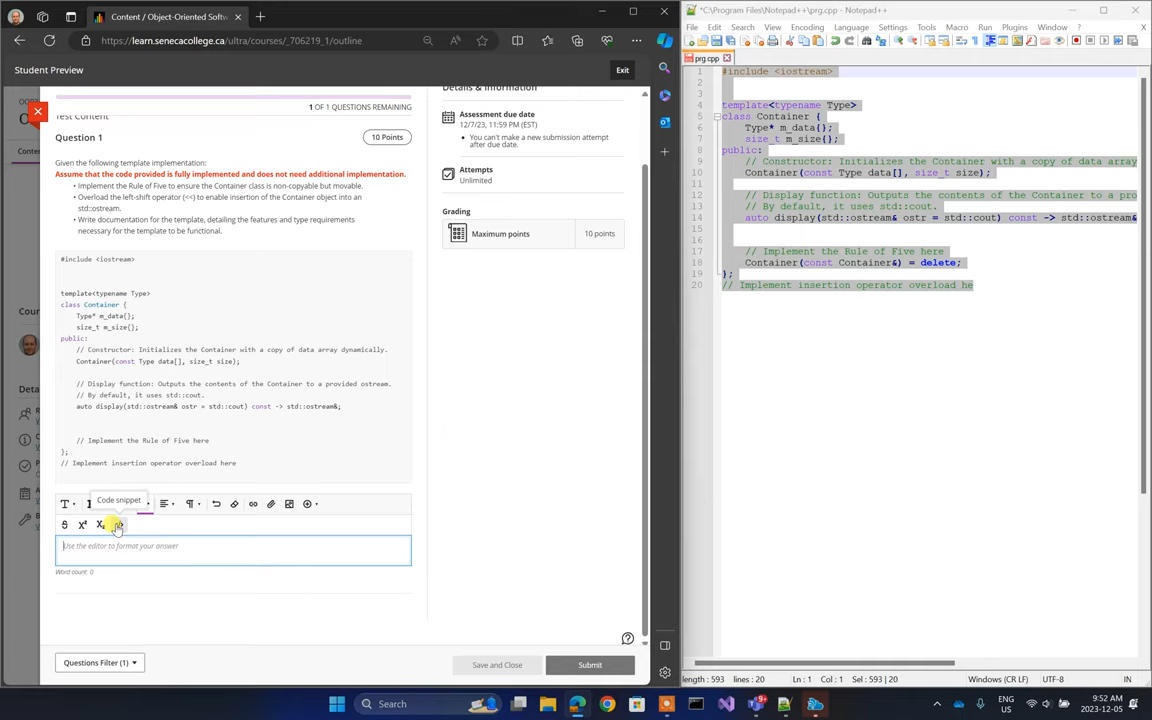 Content / Object-Oriented Softw
https://learn.senecacollege.ca/ultra/courses/_706219_1/outline
Student Preview
Exit
1 OF 1 QUESTIONS REMAINING
Test Content
Question 1
10 Points
Given the following template implementation:
Assume that the code provided is fully implemented and does not need additional implementation.
• Implement the Rule of Five to ensure the Container class is non-copyable but movable.
• Overload the left-shift operator (<<) to enable insertion of the Container object into an
std::ostream.
• Write documentation for the template, detailing the features and type requirements
necessary for the template to be functional.
#include <iostream>
template<typename Type>
class Container {
Type* m_data{};
size_t m_size{};
public:
// Constructor: Initializes the Container with a copy of data array dynamically.
Container(const Type data[], size_t size);
// Display function: Outputs the contents of the Container to a provided ostream.
// By default, it uses std::cout.
auto display(std::ostream& ostr = std::cout) const -> std::ostream&;
// Implement the Rule of Five here
};
// Implement insertion operator overload here
Code snippet
Use the editor to format your answer
Word count: 0
Questions Filter (1)
Save and Close
Submit
Details & Information
Assessment due date
12/7/23, 11:59 PM (EST)
• You can't make a new submission attempt
after due date.
Attempts
Unlimited
Grading
Maximum points
10 points
*C:\Program Files\Notepad++\prg.cpp - Notepad++
File Edit Search View Encoding Language Settings Tools Macro Run Plugins Window ?
prg.cpp
1 #include <iostream>
2
3
4 template<typename Type>
5 class Container {
6 Type* m_data{};
7 size_t m_size{};
8 public:
9 // Constructor: Initializes the Container with a copy of data array
10 Container(const Type data[], size_t size);
11
12 // Display function: Outputs the contents of the Container to a pro
13 // By default, it uses std::cout.
14 auto display(std::ostream& ostr = std::cout) const -> std::ostream&
15
16
17 // Implement the Rule of Five here
18 Container(const Container&) = delete;
19 };
20 // Implement insertion operator overload he
length : 593 lines : 20
Ln : 1 Col : 1 Sel : 593 | 20
Windows (CR LF)
UTF-8
IN
Search
ENG
US
9:52 AM
2023-12-05